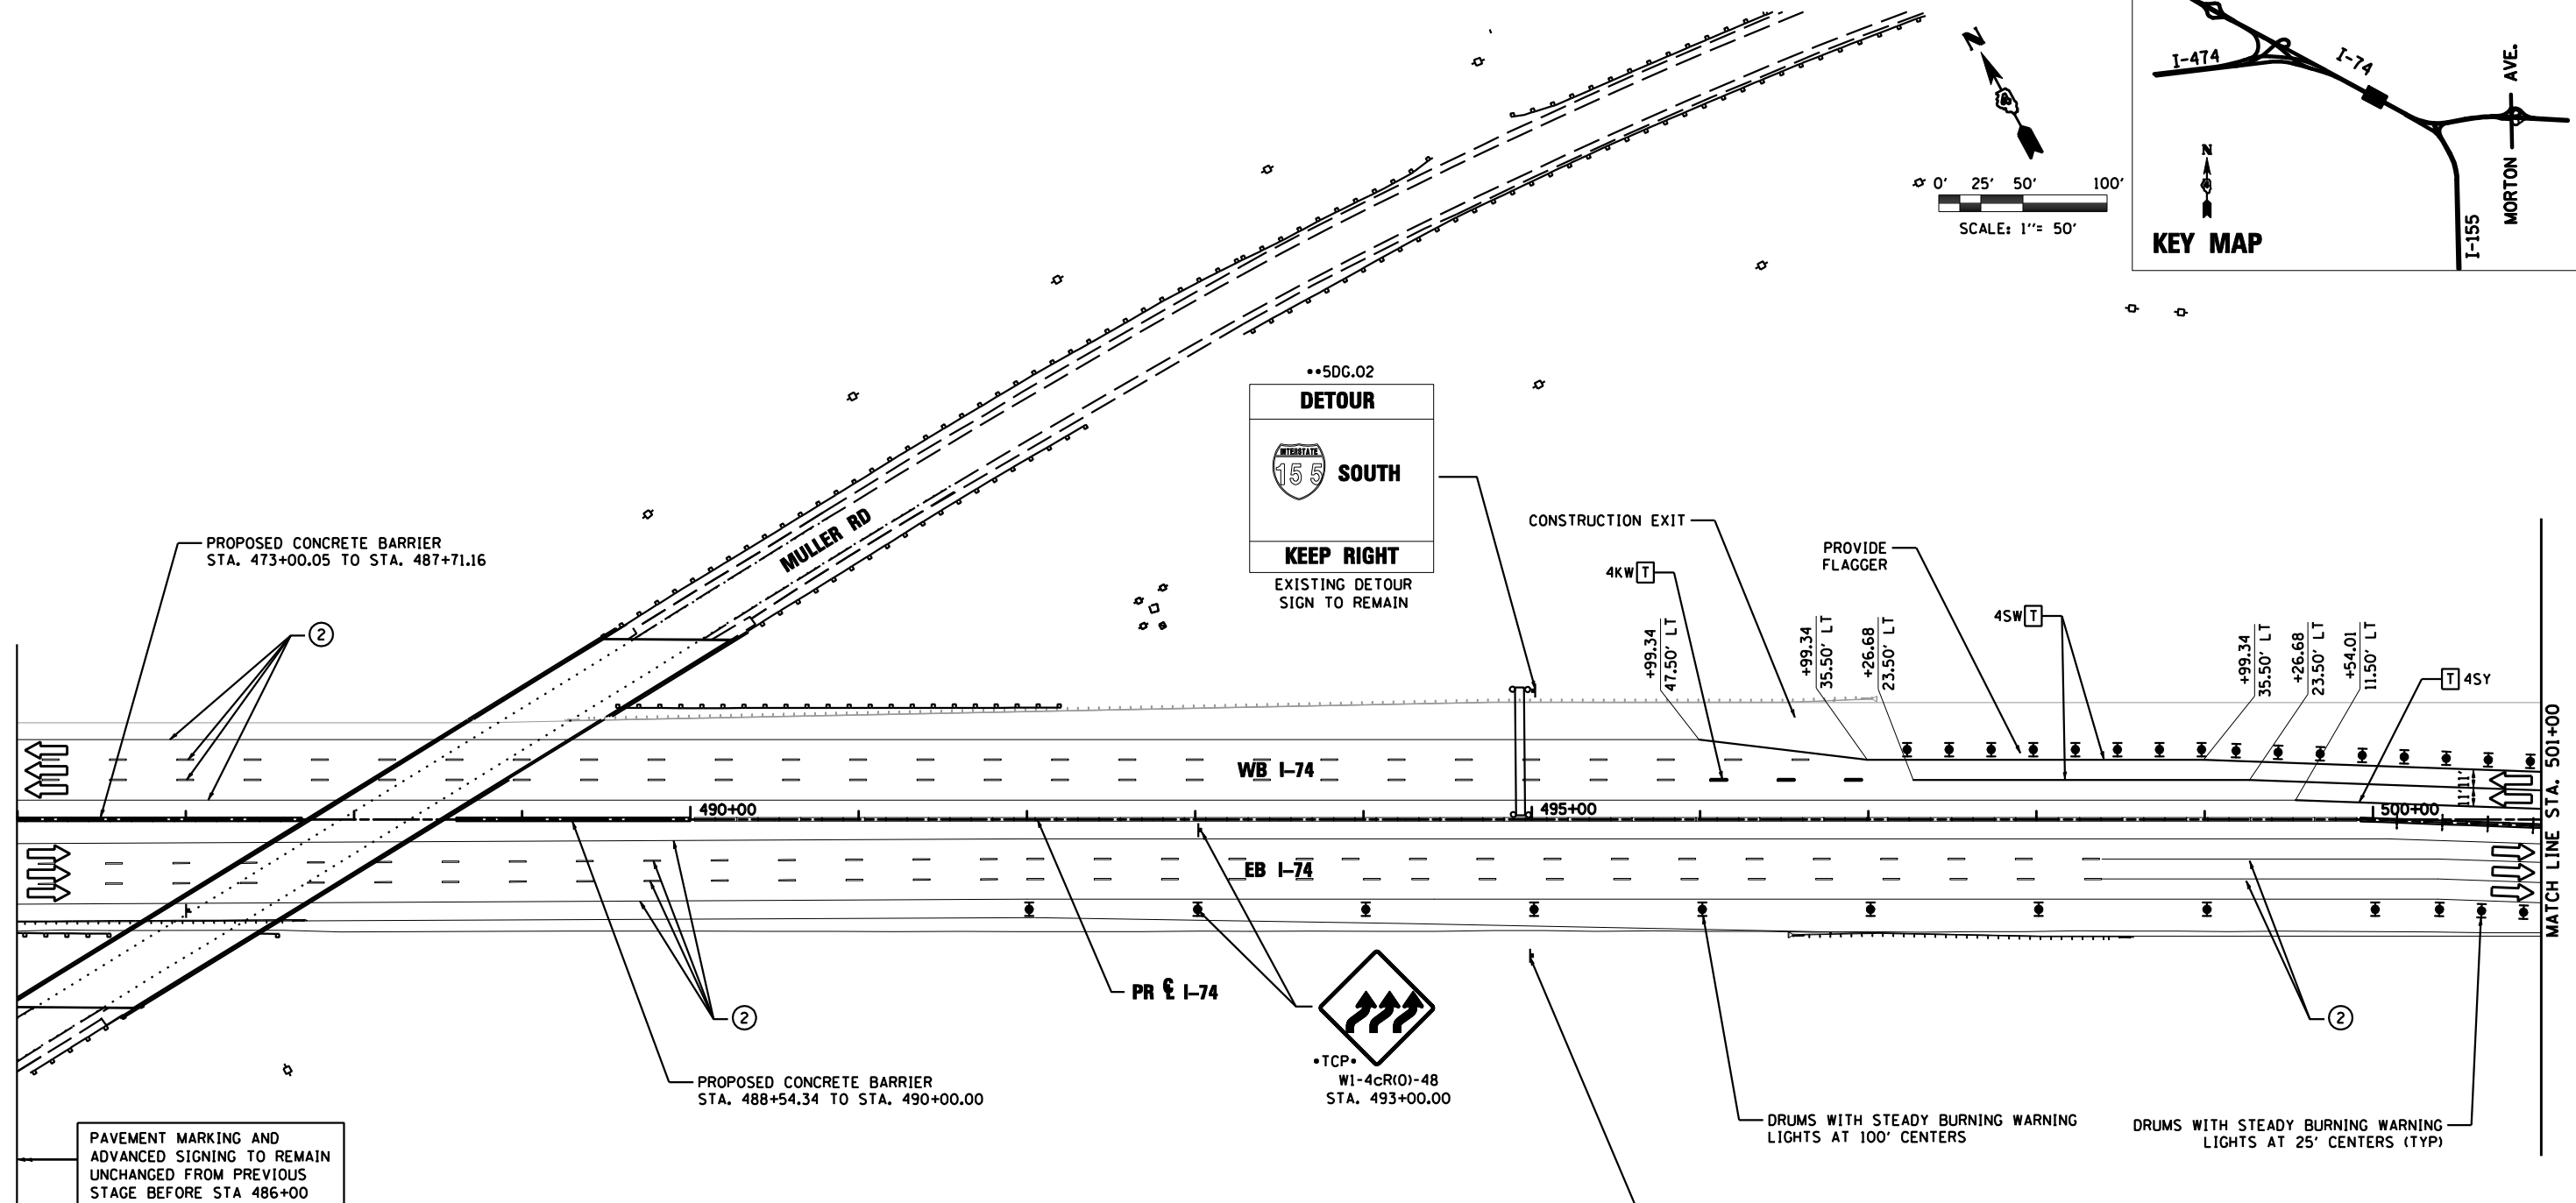 N
0' 25' 50' 100'
SCALE: 1"= 50'
I-474
I-74
MORTON AVE.
N
I-155
KEY MAP
••5DG.02
DETOUR
INTERSTATE
155 SOUTH
KEEP RIGHT
EXISTING DETOUR
SIGN TO REMAIN
MULLER RD
PROPOSED CONCRETE BARRIER
STA. 473+00.05 TO STA. 487+71.16
2
CONSTRUCTION EXIT
PROVIDE
FLAGGER
4KW T
4SW T
+99.34
47.50' LT
+99.34
35.50' LT
+26.68
23.50' LT
+99.34
35.50' LT
+26.68
23.50' LT
+54.01
11.50' LT
T 4SY
WB I-74
11' 11'
490+00
495+00
500+00
EB I-74
MATCH LINE STA. 501+00
PR ℄ I-74
2
2
•TCP•
W1-4cR(O)-48
STA. 493+00.00
PROPOSED CONCRETE BARRIER
STA. 488+54.34 TO STA. 490+00.00
DRUMS WITH STEADY BURNING WARNING
LIGHTS AT 100' CENTERS
DRUMS WITH STEADY BURNING WARNING
LIGHTS AT 25' CENTERS (TYP)
PAVEMENT MARKING AND
ADVANCED SIGNING TO REMAIN
UNCHANGED FROM PREVIOUS
STAGE BEFORE STA 486+00